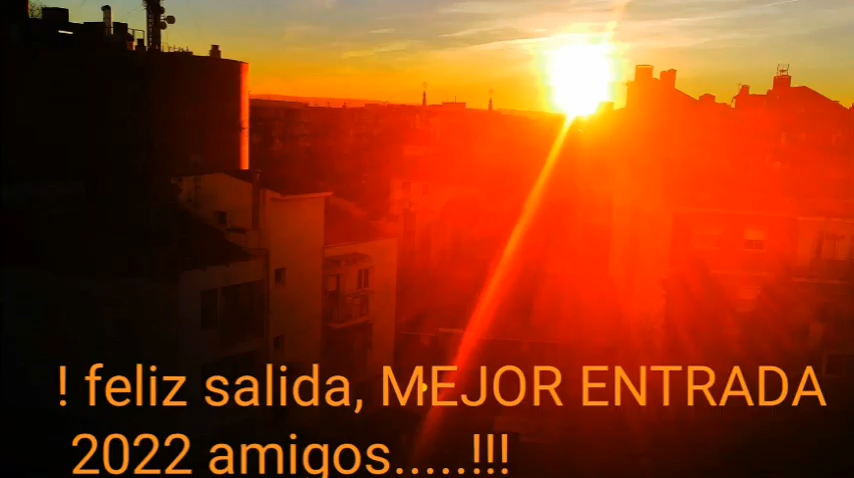 ! feliz salida, MEJOR ENTRADA
2022 amigos.....!!!